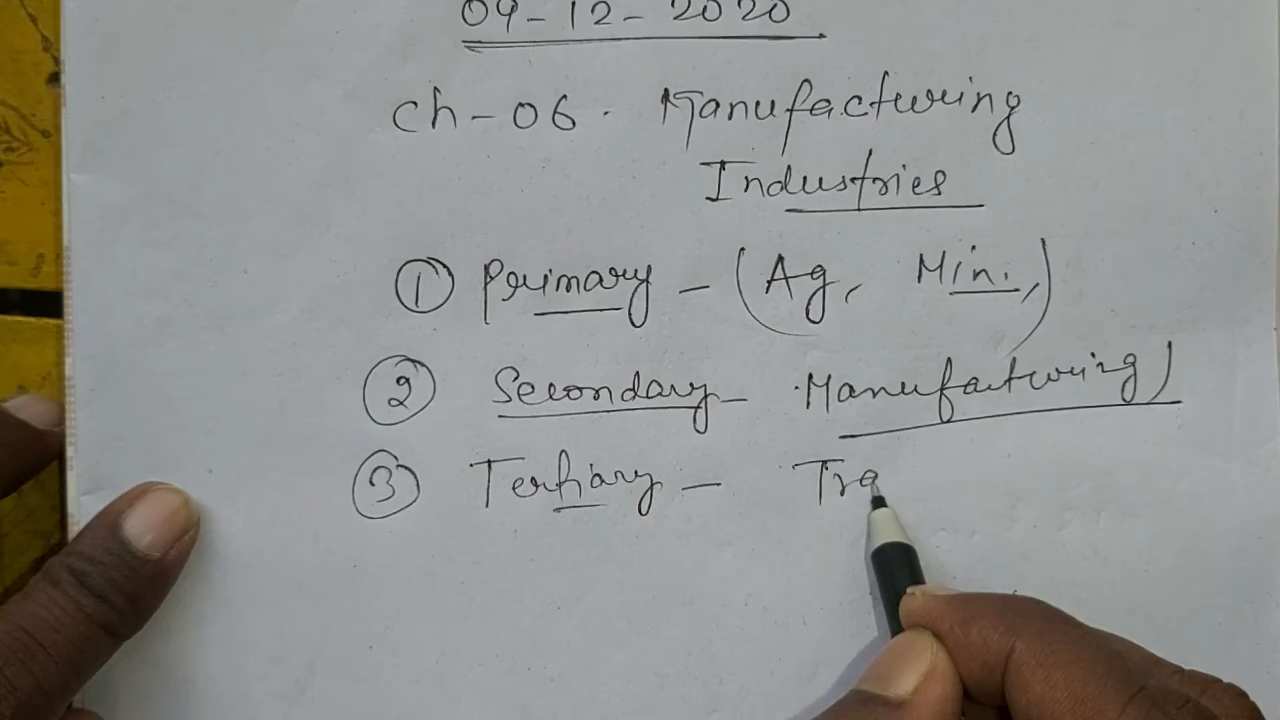 09-12-2020
Ch-06. Manufacturing
Industries
① Primary - (Ag, Min.,)
② Secondary - Manufacturing)
③ Tertiary - Tra